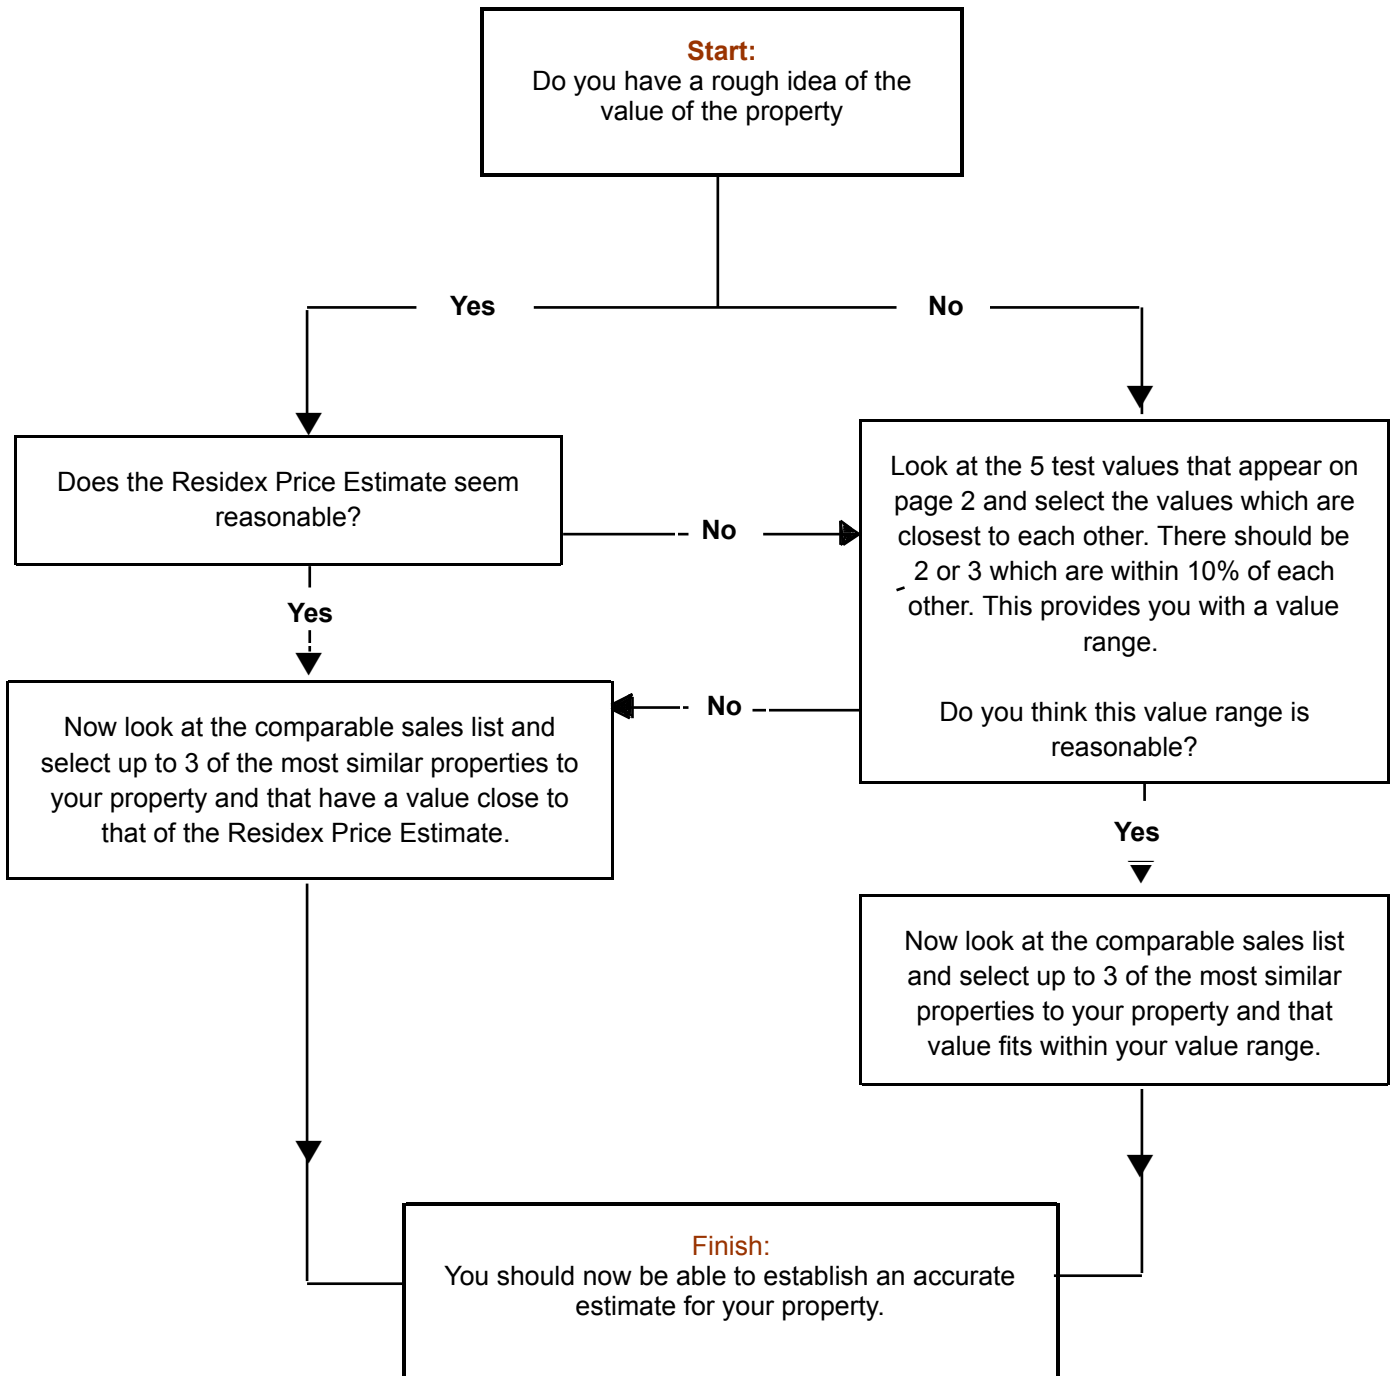 Start:
Do you have a rough idea of the
value of the property
Yes
No
Does the Residex Price Estimate seem
reasonable?
No
Look at the 5 test values that appear on
page 2 and select the values which are
closest to each other. There should be
2 or 3 which are within 10% of each
other. This provides you with a value
range.
Do you think this value range is
reasonable?
Yes
No
Now look at the comparable sales list and
select up to 3 of the most similar properties to
your property and that have a value close to
that of the Residex Price Estimate.
Yes
Now look at the comparable sales list
and select up to 3 of the most similar
properties to your property and that
value fits within your value range.
Finish:
You should now be able to establish an accurate
estimate for your property.